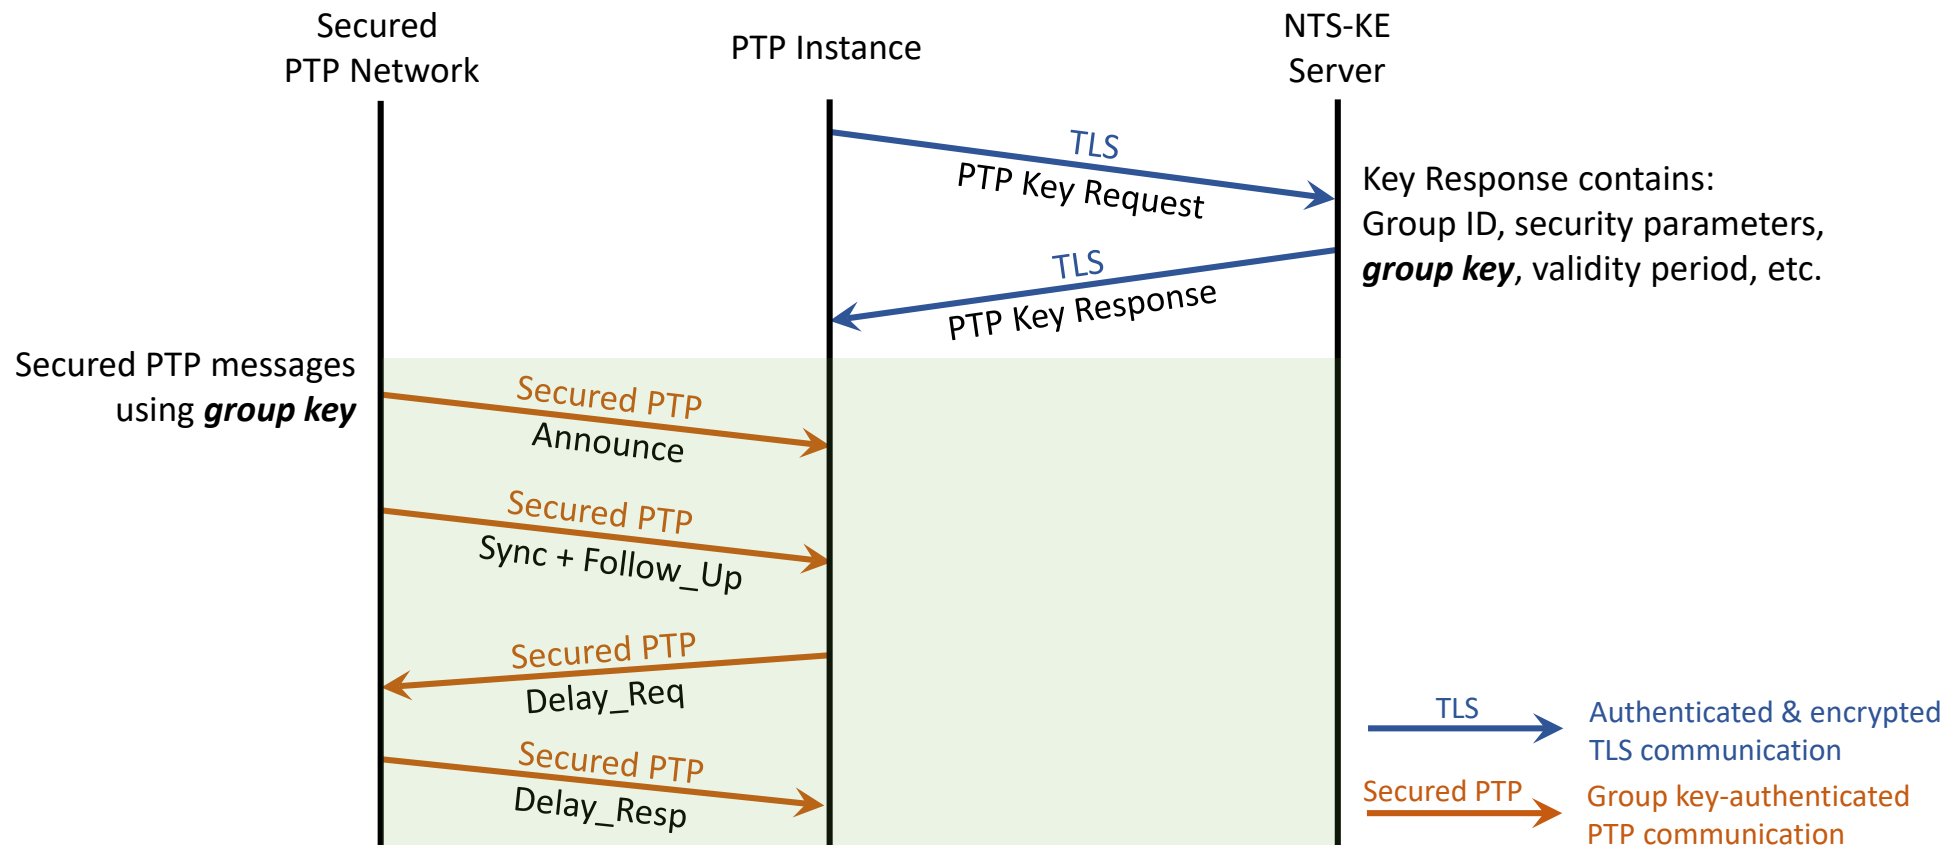 Secured
PTP Network
PTP Instance
NTS-KE
Server
TLS
PTP Key Request
Key Response contains:
Group ID, security parameters,
group key, validity period, etc.
TLS
PTP Key Response
Secured PTP messages
using group key
Secured PTP
Announce
Secured PTP
Sync + Follow_Up
Secured PTP
Delay_Req
Secured PTP
Delay_Resp
TLS
Authenticated & encrypted
TLS communication
Secured PTP
Group key-authenticated
PTP communication